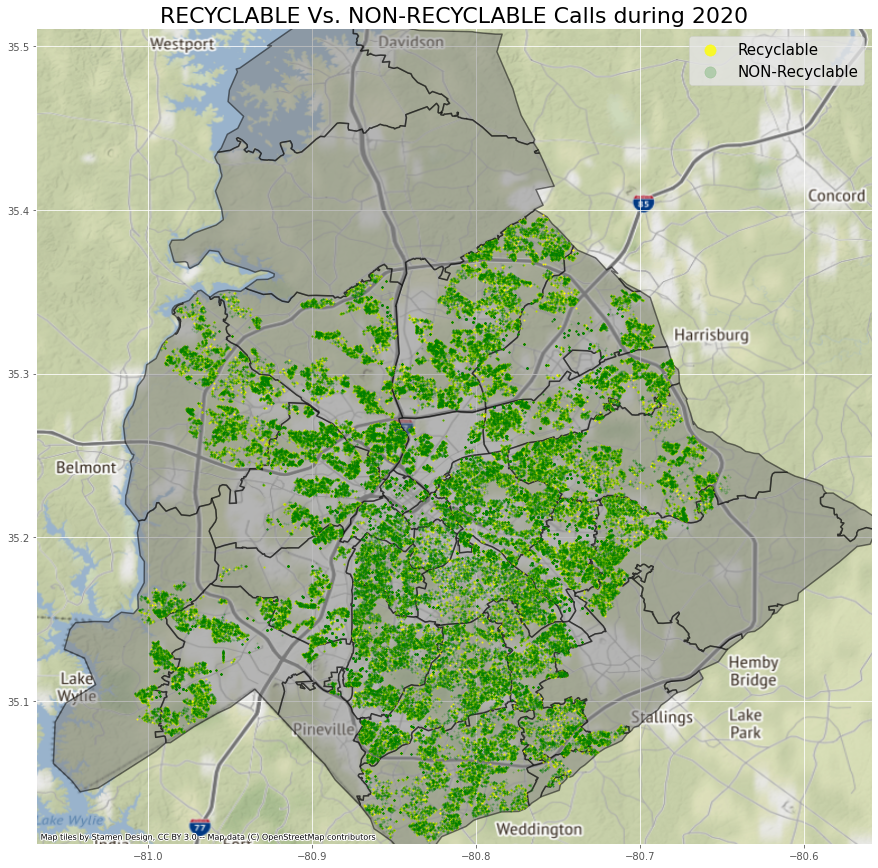 RECYCLABLE Vs. NON-RECYCLABLE Calls during 2020
Recyclable
NON-Recyclable
35.5
35.4
35.3
35.2
35.1
Westport
Davidson
85
Concord
Harrisburg
Belmont
Hemby
Bridge
Lake
Wylie
Stallings
Lake
Park
Pineville
Weddington
Lake Wylie
77
Map tiles by Stamen Design, CC BY 3.0 -- Map data (C) OpenStreetMap contributors
−81.0
−80.9
−80.8
−80.7
−80.6